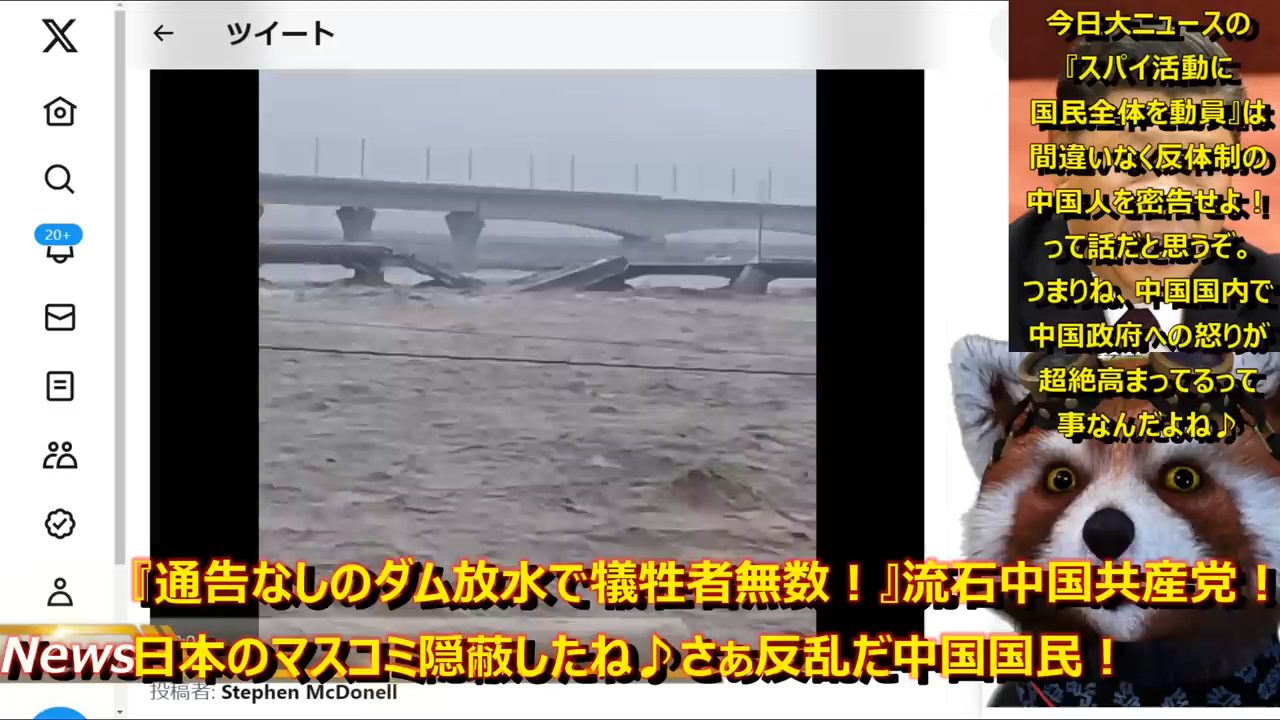 ツイート
20+
今日大ニュースの
『スパイ活動に
国民全体を動員』は
間違いなく反体制の
中国人を密告せよ！
って話だと思うぞ。
つまりね、中国国内で
中国政府への怒りが
超絶高まってるって
事なんだよね♪
『通告なしのダム放水で犠牲者無数！』流石中国共産党！
News
日本のマスコミ隠蔽したね♪さぁ反乱だ中国国民！
投稿者: Stephen McDonell